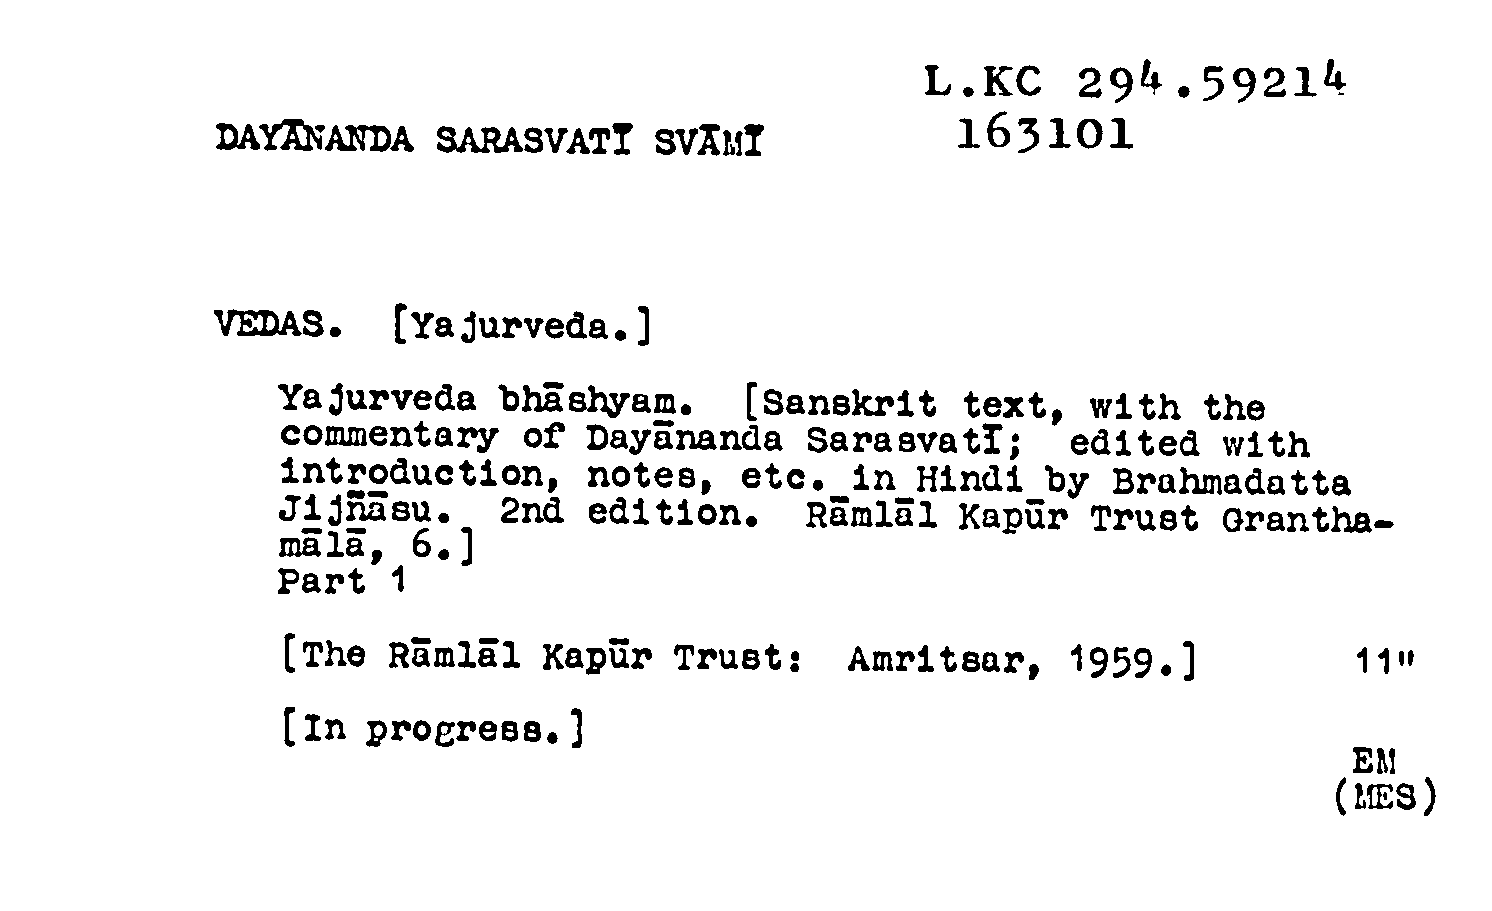 L.KC 294.59214
DAYĀNANDA SARASVATĪ SVĀMĪ 163101
VEDAS. [Yajurveda.]
Yajurveda bhāshyam. [Sanskrit text, with the
commentary of Dayānanda Sarasvatī; edited with
introduction, notes, etc. in Hindi by Brahmadatta
Jijñāsu. 2nd edition. Rāmlāl Kapūr Trust Grantha-
mālā, 6.]
Part 1
[The Rāmlāl Kapūr Trust: Amritsar, 1959.] 11"
[In progress.]
EM
(MES)